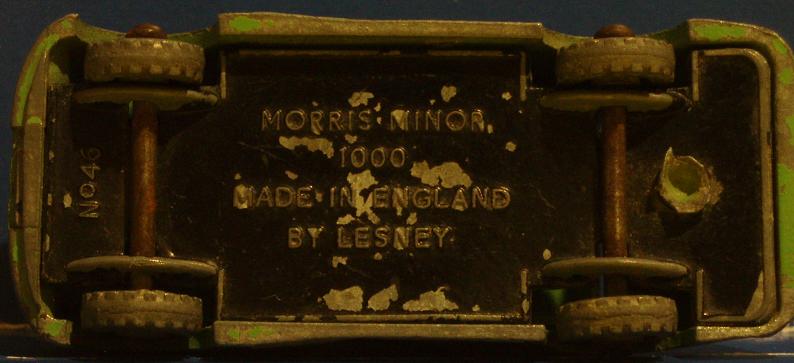 MORRIS MINOR
1000
MADE IN ENGLAND
BY LESNEY
Nº46